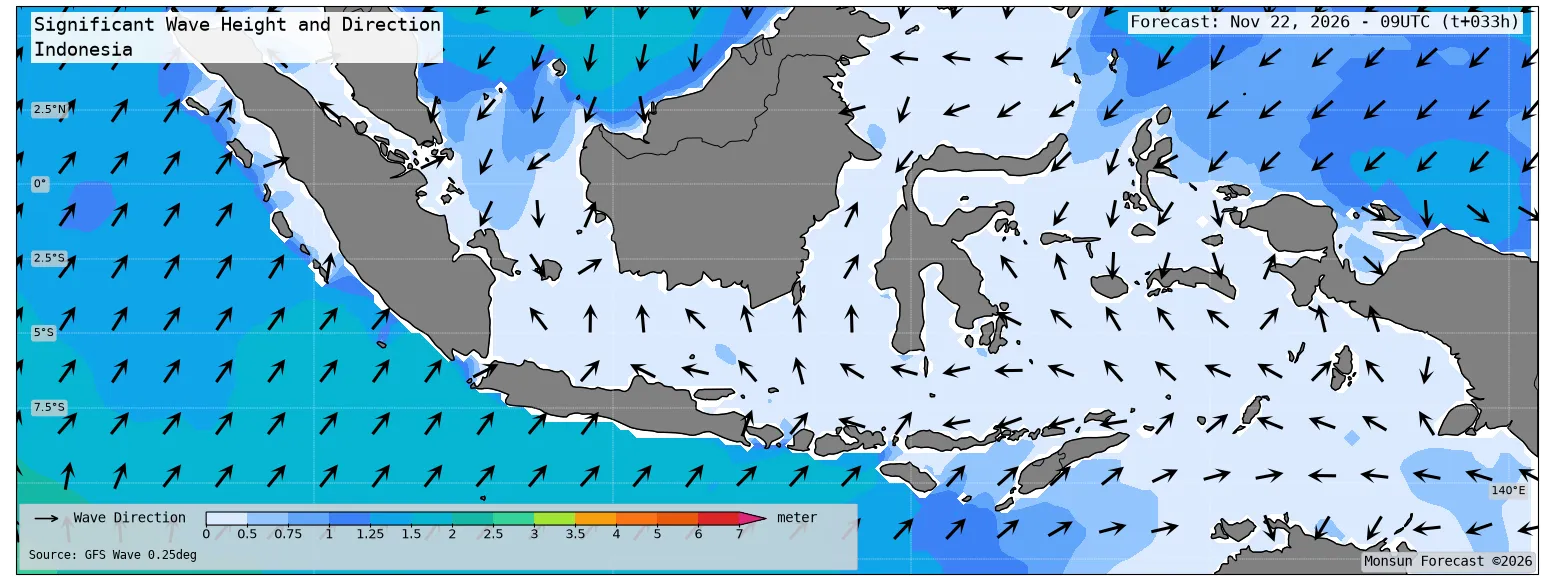 Significant Wave Height and Direction
Indonesia
Forecast: Nov 22, 2026 - 09UTC (t+033h)
2.5°N
0°
2.5°S
5°S
7.5°S
140°E
Wave Direction
0 0.5 0.75 1 1.25 1.5 2 2.5 3 3.5 4 5 6 7
meter
Source: GFS Wave 0.25deg
Monsun Forecast ©2026